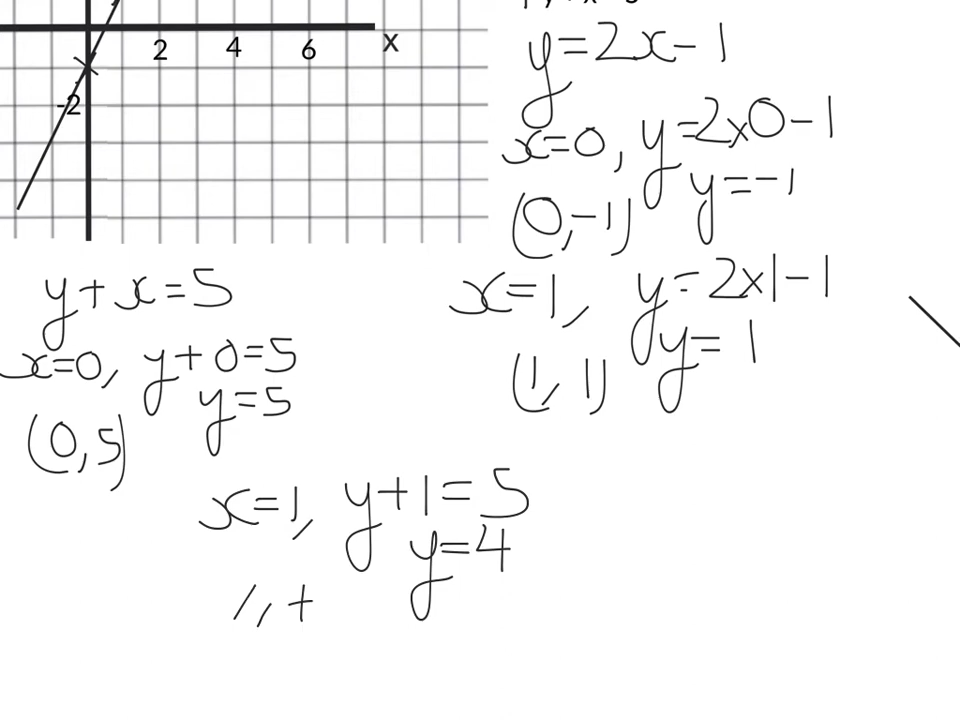 2 4 6 x
-2
y=2x-1
x=0, y=2x0-1
y=-1
(0,-1)
x=1, y=2x1-1
y=1
(1,1)
y+x=5
x=0, y+0=5
y=5
(0,5)
x=1, y+1=5
y=4